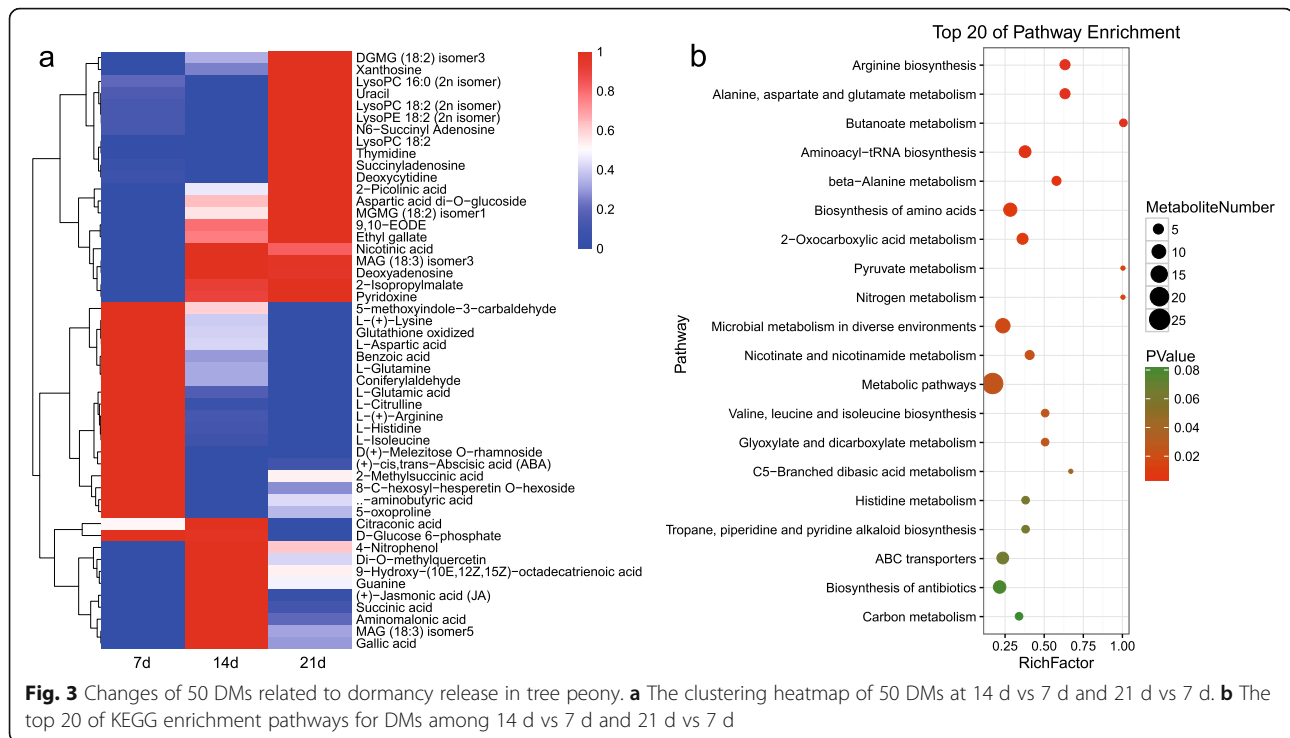 a
1
0.8
0.6
0.4
0.2
0
DGMG (18:2) isomer3
Xanthosine
LysoPC 16:0 (2n isomer)
Uracil
LysoPC 18:2 (2n isomer)
LysoPE 18:2 (2n isomer)
N6−Succinyl Adenosine
LysoPC 18:2
Thymidine
Succinyladenosine
Deoxycytidine
2−Picolinic acid
Aspartic acid di−O−glucoside
MGMG (18:2) isomer1
9,10−EODE
Ethyl gallate
Nicotinic acid
MAG (18:3) isomer3
Deoxyadenosine
2−Isopropylmalate
Pyridoxine
5−methoxyindole−3−carbaldehyde
L−(+)−Lysine
Glutathione oxidized
L−Aspartic acid
Benzoic acid
L−Glutamine
Coniferylaldehyde
L−Glutamic acid
L−Citrulline
L−(+)−Arginine
L−Histidine
L−Isoleucine
D(+)−Melezitose O−rhamnoside
(+)−cis,trans−Abscisic acid (ABA)
2−Methylsuccinic acid
8−C−hexosyl−hesperetin O−hexoside
..−aminobutyric acid
5−oxoproline
Citraconic acid
D−Glucose 6−phosphate
4−Nitrophenol
Di−O−methylquercetin
9−Hydroxy−(10E,12Z,15Z)−octadecatrienoic acid
Guanine
(+)−Jasmonic acid (JA)
Succinic acid
Aminomalonic acid
MAG (18:3) isomer5
Gallic acid
7d 14d 21d
b
Top 20 of Pathway Enrichment
Pathway
Arginine biosynthesis
Alanine, aspartate and glutamate metabolism
Butanoate metabolism
Aminoacyl−tRNA biosynthesis
beta−Alanine metabolism
Biosynthesis of amino acids
2−Oxocarboxylic acid metabolism
Pyruvate metabolism
Nitrogen metabolism
Microbial metabolism in diverse environments
Nicotinate and nicotinamide metabolism
Metabolic pathways
Valine, leucine and isoleucine biosynthesis
Glyoxylate and dicarboxylate metabolism
C5−Branched dibasic acid metabolism
Histidine metabolism
Tropane, piperidine and pyridine alkaloid biosynthesis
ABC transporters
Biosynthesis of antibiotics
Carbon metabolism
0.25 0.50 0.75 1.00
RichFactor
MetaboliteNumber
5
10
15
20
25
PValue
0.08
0.06
0.04
0.02
Fig. 3 Changes of 50 DMs related to dormancy release in tree peony. a The clustering heatmap of 50 DMs at 14 d vs 7 d and 21 d vs 7 d. b The
top 20 of KEGG enrichment pathways for DMs among 14 d vs 7 d and 21 d vs 7 d